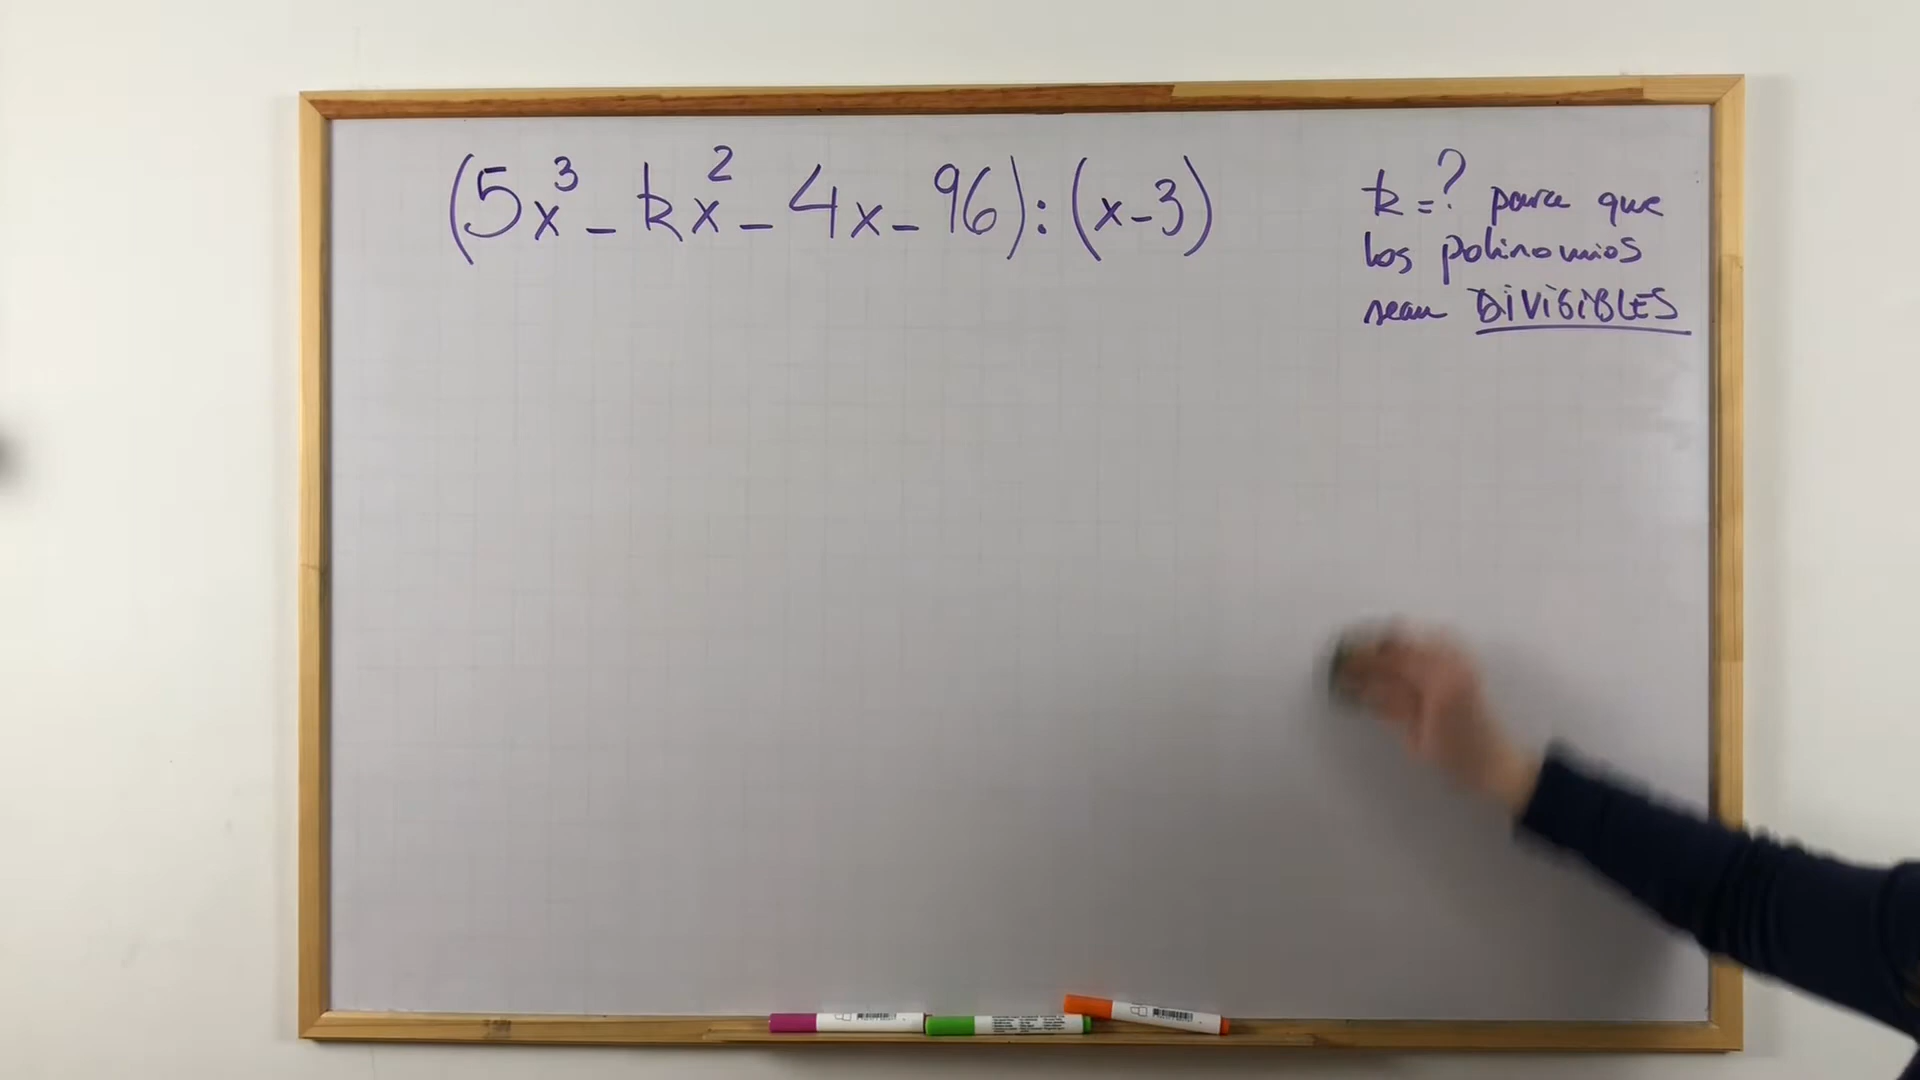 (5x³ - kx² - 4x - 96) : (x - 3)
k = ? para que
los polinomios
sean DIVISIBLES